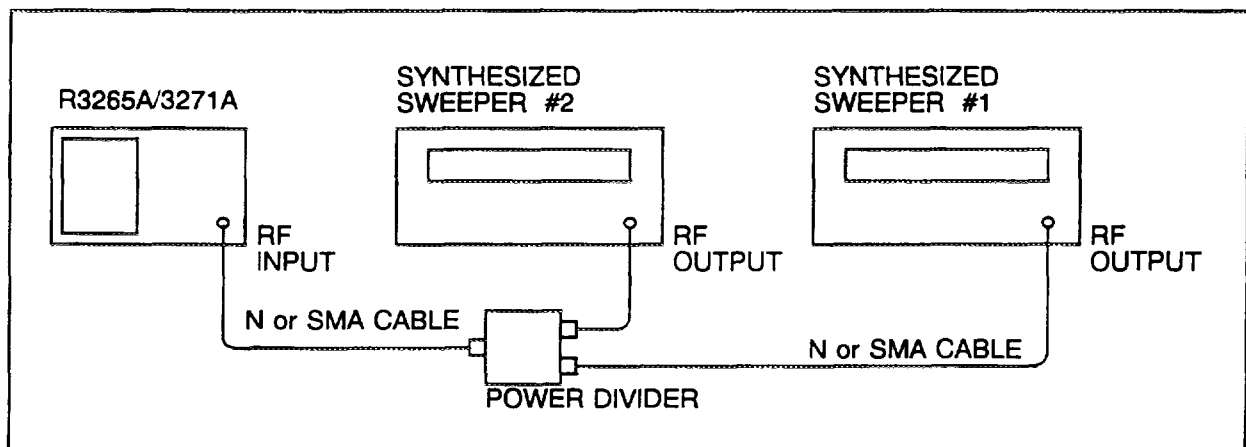 R3265A/3271A
SYNTHESIZED
SWEEPER #2
SYNTHESIZED
SWEEPER #1
RF
INPUT
RF
OUTPUT
RF
OUTPUT
N or SMA CABLE
N or SMA CABLE
POWER DIVIDER